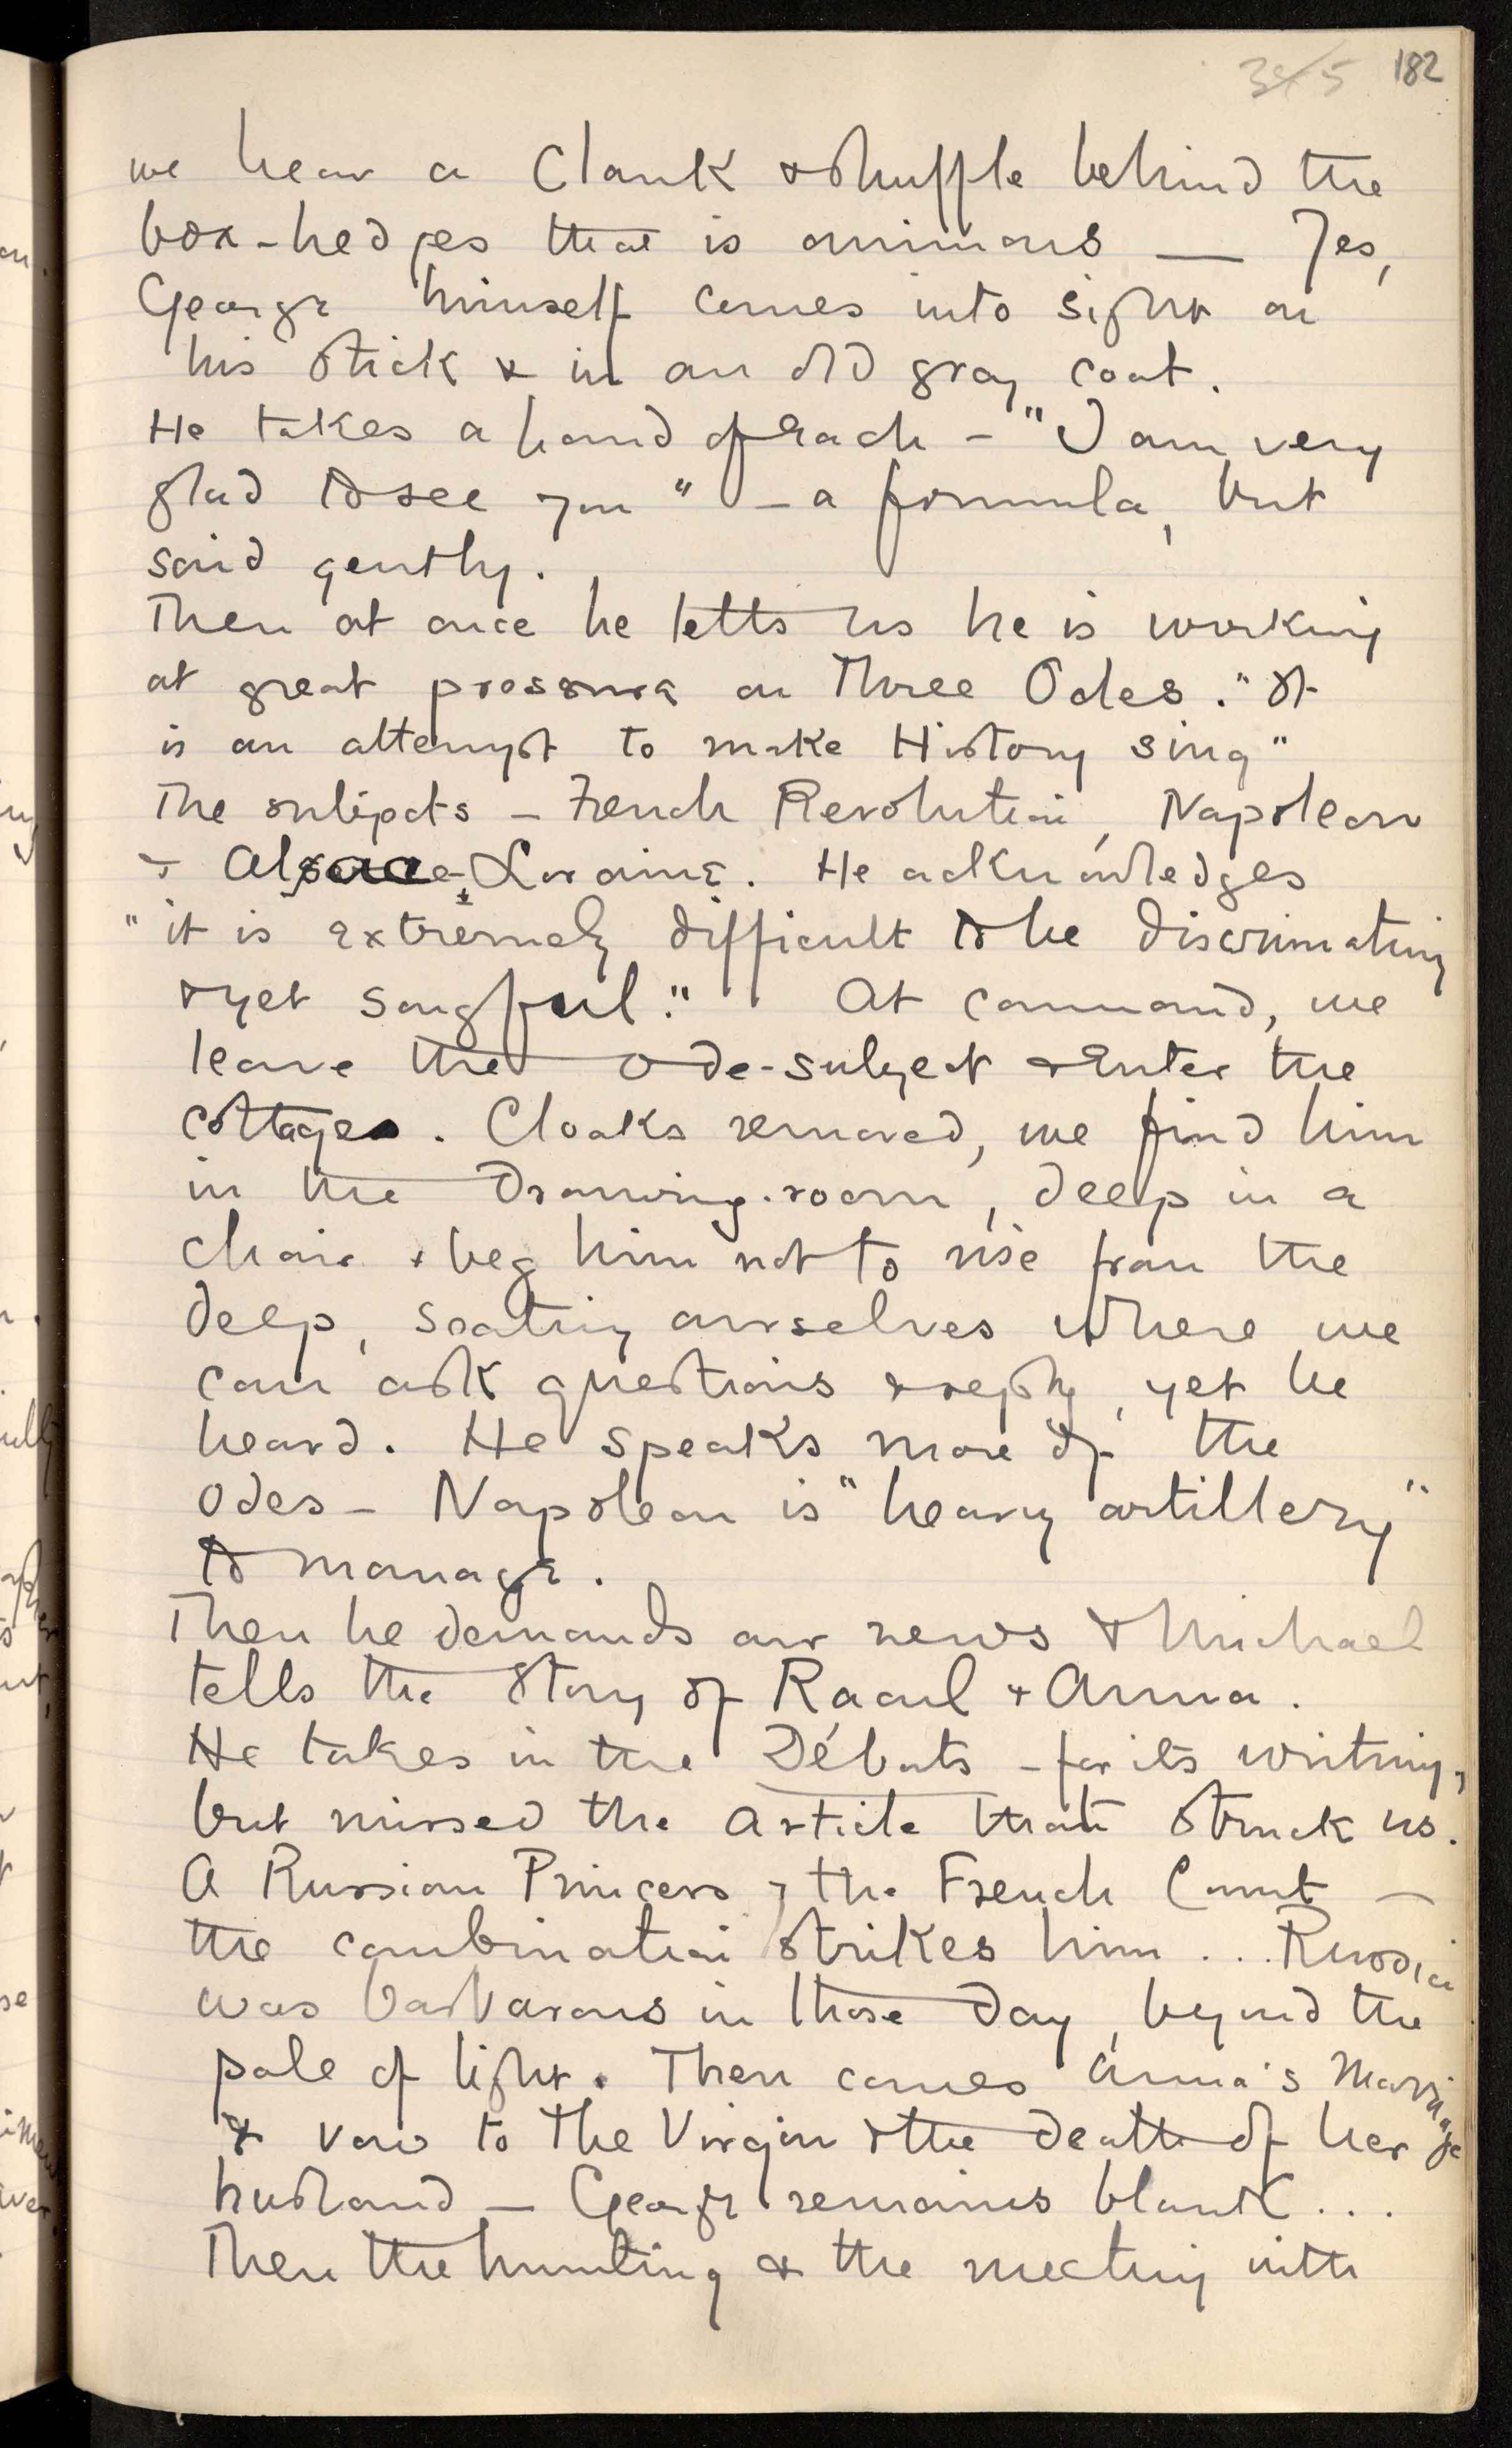 345 182
we hear a Clank & shuffle behind the
box-hedges that is ominous — Yes,
George himself comes into sight on
his stick & in an old gray coat.
He takes a hand of each - "I am very
glad to see you" - a formula, but
said gently.
Then at once he tells us he is working
at great pressure on Three Odes. "It
is an attempt to make History sing"
The subjects - French Revolution, Napoleon
& Alsace-Loraine. He acknowledges
"it is extremely difficult to be discriminating
& yet songful." At command, we
leave the ode-subject & enter the
cottage. Cloaks removed, we find him
in the Drawing-room, deep in a
chair & beg him not to rise from the
deep, seating ourselves where we
can ask questions & reply, yet be
heard. He speaks more of the
Odes - Napoleon is "heavy artillery"
to manage.
Then he demands our news & Michael
tells the story of Raoul & Anna.
He takes in the Débats - for its writing,
but missed the article that struck us.
A Russian Princess & the French Count —
the combination strikes him ... Russia
was barbarous in those day, beyond the
pale of light. Then comes Anna's Marriage
& vow to the Virgin & the death of her
husband - George remains blank ...
Then the hunting & the meeting with